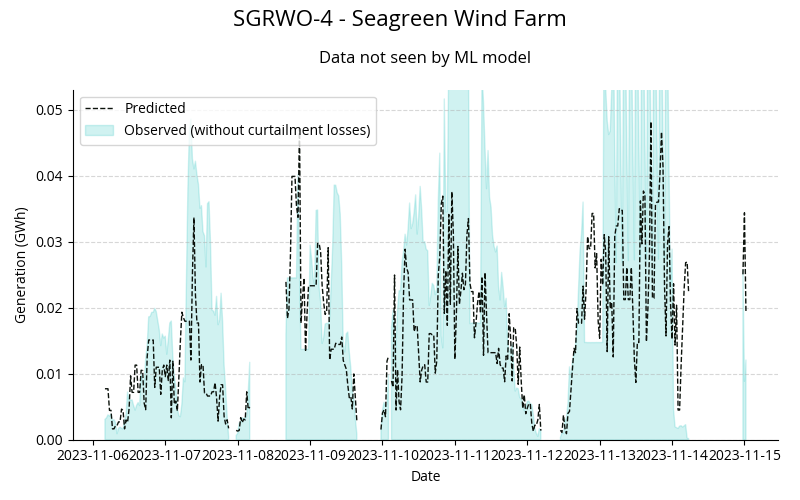 SGRWO-4 - Seagreen Wind Farm
Data not seen by ML model
Predicted
Observed (without curtailment losses)
Generation (GWh)
0.05
0.04
0.03
0.02
0.01
0.00
2023-11-06 2023-11-07 2023-11-08 2023-11-09 2023-11-10 2023-11-11 2023-11-12 2023-11-13 2023-11-14 2023-11-15
Date